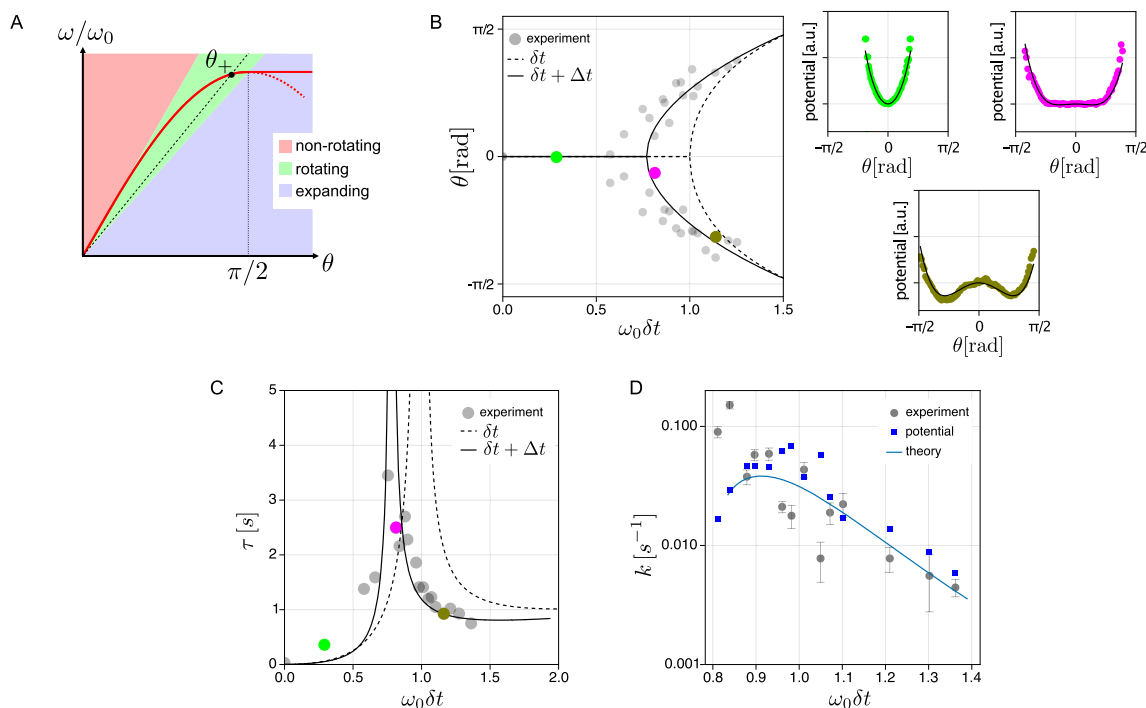 A
ω/ω₀
θ₊
non-rotating
rotating
expanding
π/2
θ
B
π/2
0
-π/2
θ[rad]
experiment
δt
δt + Δt
0.0
0.5
1.0
1.5
ω₀δt
potential [a.u.]
−π/2
0
π/2
θ[rad]
potential [a.u.]
−π/2
0
π/2
θ[rad]
potential [a.u.]
−π/2
0
π/2
θ[rad]
C
5
4
3
2
1
0
τ [s]
experiment
δt
δt + Δt
0.0
0.5
1.0
1.5
2.0
ω₀δt
D
0.100
0.010
0.001
k [s⁻¹]
experiment
potential
theory
0.8
0.9
1.0
1.1
1.2
1.3
1.4
ω₀δt